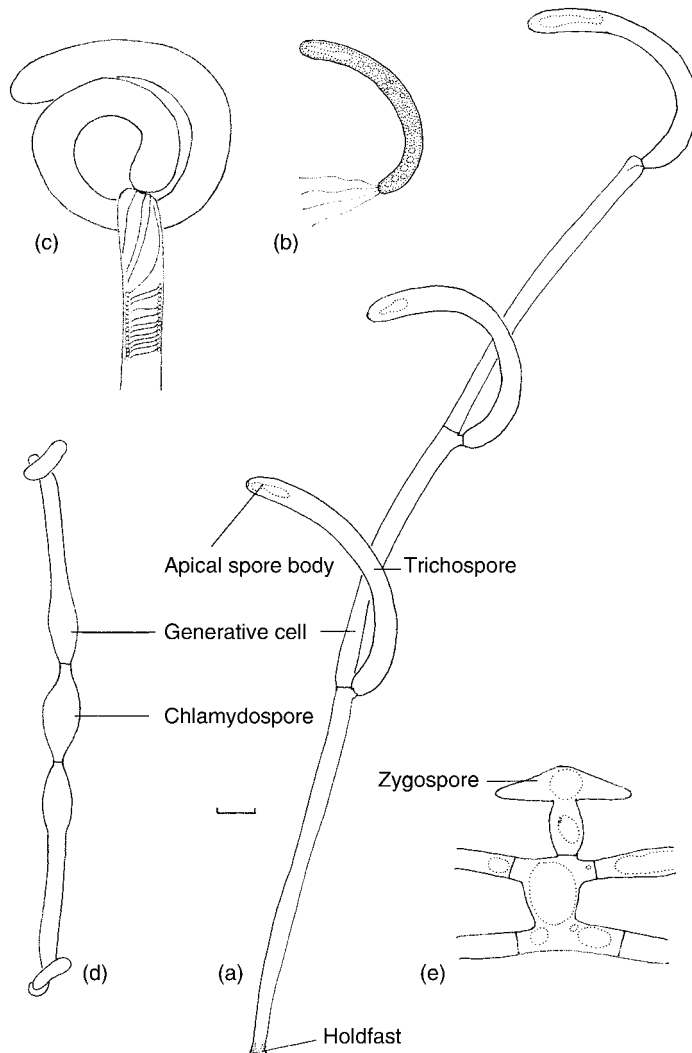 (c)
(b)
Apical spore body
Trichospore
Generative cell
Chlamydospore
Zygospore
(d)
(a)
(e)
Holdfast